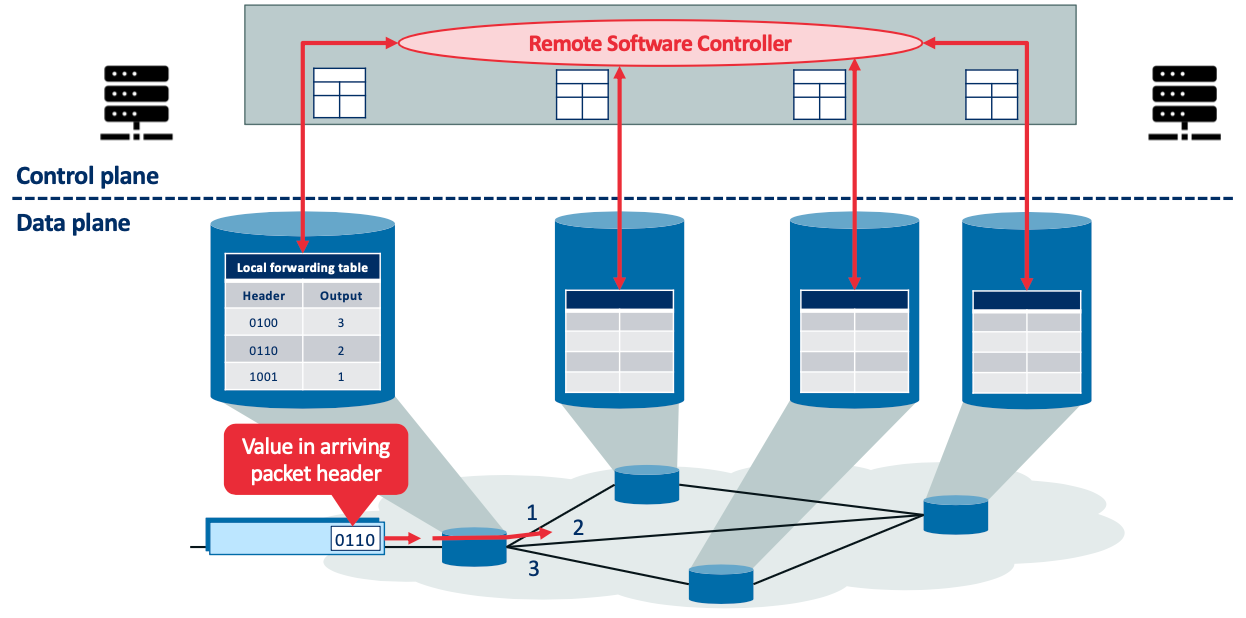 Remote Software Controller
Control plane
Data plane
Local forwarding table
Header Output
0100 3
0110 2
1001 1
Value in arriving
packet header
0110
1
2
3